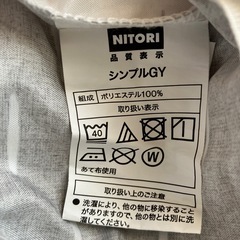 NITORI
品質表示
シンプルGY
組成 ポリエステル100%
取り扱い表示
40
W
あて布使用
取り扱い上のご注意
●洗濯により、他の物に移染すること
がありますので、他の物とは別に洗
濯してください。